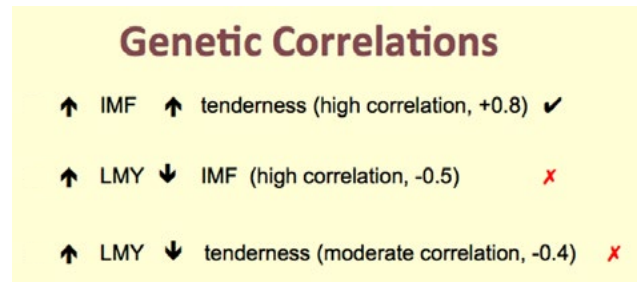 Genetic Correlations
↑ IMF ↑ tenderness (high correlation, +0.8) ✔
↑ LMY ↓ IMF (high correlation, -0.5) ✗
↑ LMY ↓ tenderness (moderate correlation, -0.4) ✗